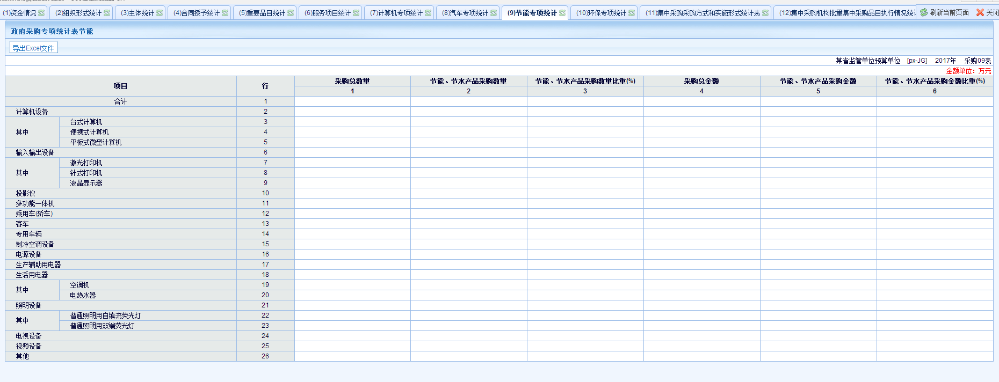 (1)资金情况 (2)组织形式统计 (3)主体统计 (4)合同授予统计 (5)重要品目统计 (6)服务项目统计 (7)计算机专项统计 (8)汽车专项统计 (9)节能专项统计 (10)环保专项统计 (11)集中采购采购方式和实施形式统计表 (12)集中采购机构批量集中采购品目执行情况统 刷新当前页面 关闭
政府采购专项统计表节能
导出Excel文件
某省监管单位预算单位 [px-JG] 2017年 采购09表
金额单位：万元
项目 行 采购总数量 节能、节水产品采购数量 节能、节水产品采购数量比重(%) 采购总金额 节能、节水产品采购金额 节能、节水产品采购金额比重(%)
1 2 3 4 5 6
合计 1
计算机设备 2
其中 台式计算机 3
便携式计算机 4
平板式微型计算机 5
输入输出设备 6
其中 激光打印机 7
针式打印机 8
液晶显示器 9
投影仪 10
多功能一体机 11
乘用车(轿车) 12
客车 13
专用车辆 14
制冷空调设备 15
电源设备 16
生产辅助用电器 17
生活用电器 18
其中 空调机 19
电热水器 20
照明设备 21
其中 普通照明用自镇流荧光灯 22
普通照明用双端荧光灯 23
电视设备 24
视频设备 25
其他 26